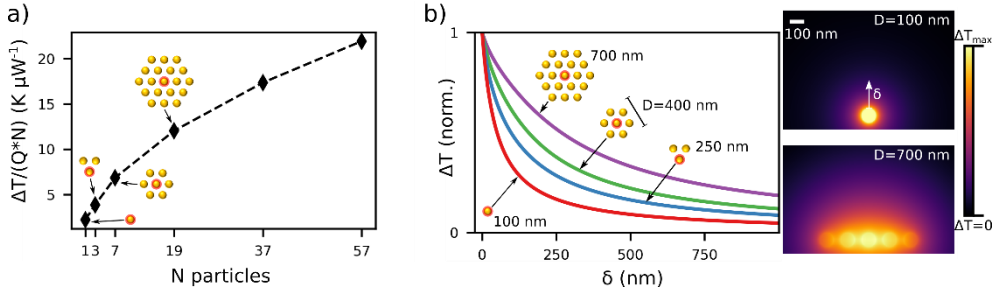 a)
ΔT/(Q*N) (K μW⁻¹)
20
15
10
5
1 3 7 19 37 57
N particles
b)
ΔT (norm.)
1
0
700 nm
D=400 nm
250 nm
100 nm
0 250 500 750
δ (nm)
D=100 nm
100 nm
δ
D=700 nm
ΔTmax
ΔT=0